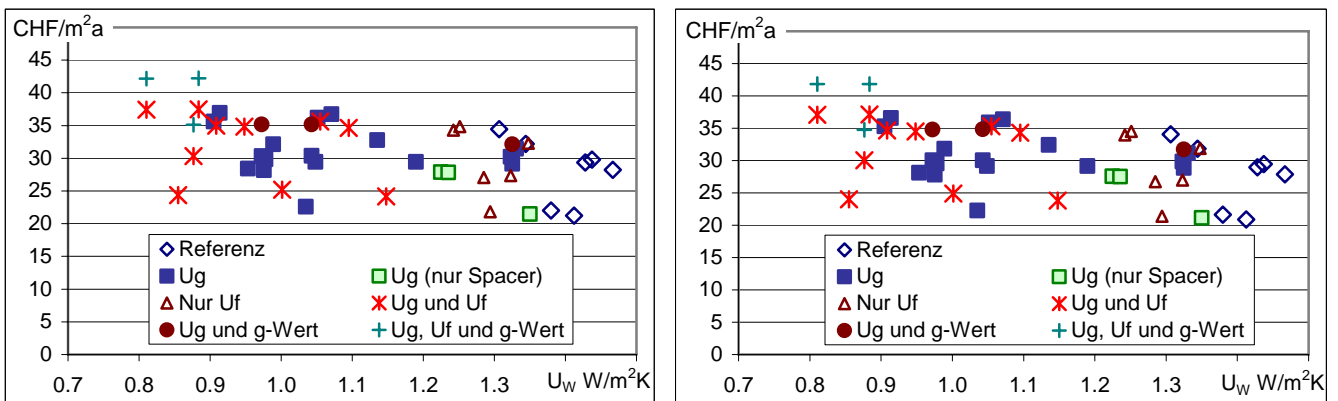 CHF/m²a
45
40
35
30
25
20
15
10
5
0
Referenz
Ug
Ug (nur Spacer)
Nur Uf
Ug und Uf
Ug und g-Wert
Ug, Uf und g-Wert
0.7 0.8 0.9 1.0 1.1 1.2 1.3 U_W W/m²K
CHF/m²a
45
40
35
30
25
20
15
10
5
0
Referenz
Ug
Ug (nur Spacer)
Nur Uf
Ug und Uf
Ug und g-Wert
Ug, Uf und g-Wert
0.7 0.8 0.9 1.0 1.1 1.2 1.3 U_W W/m²K